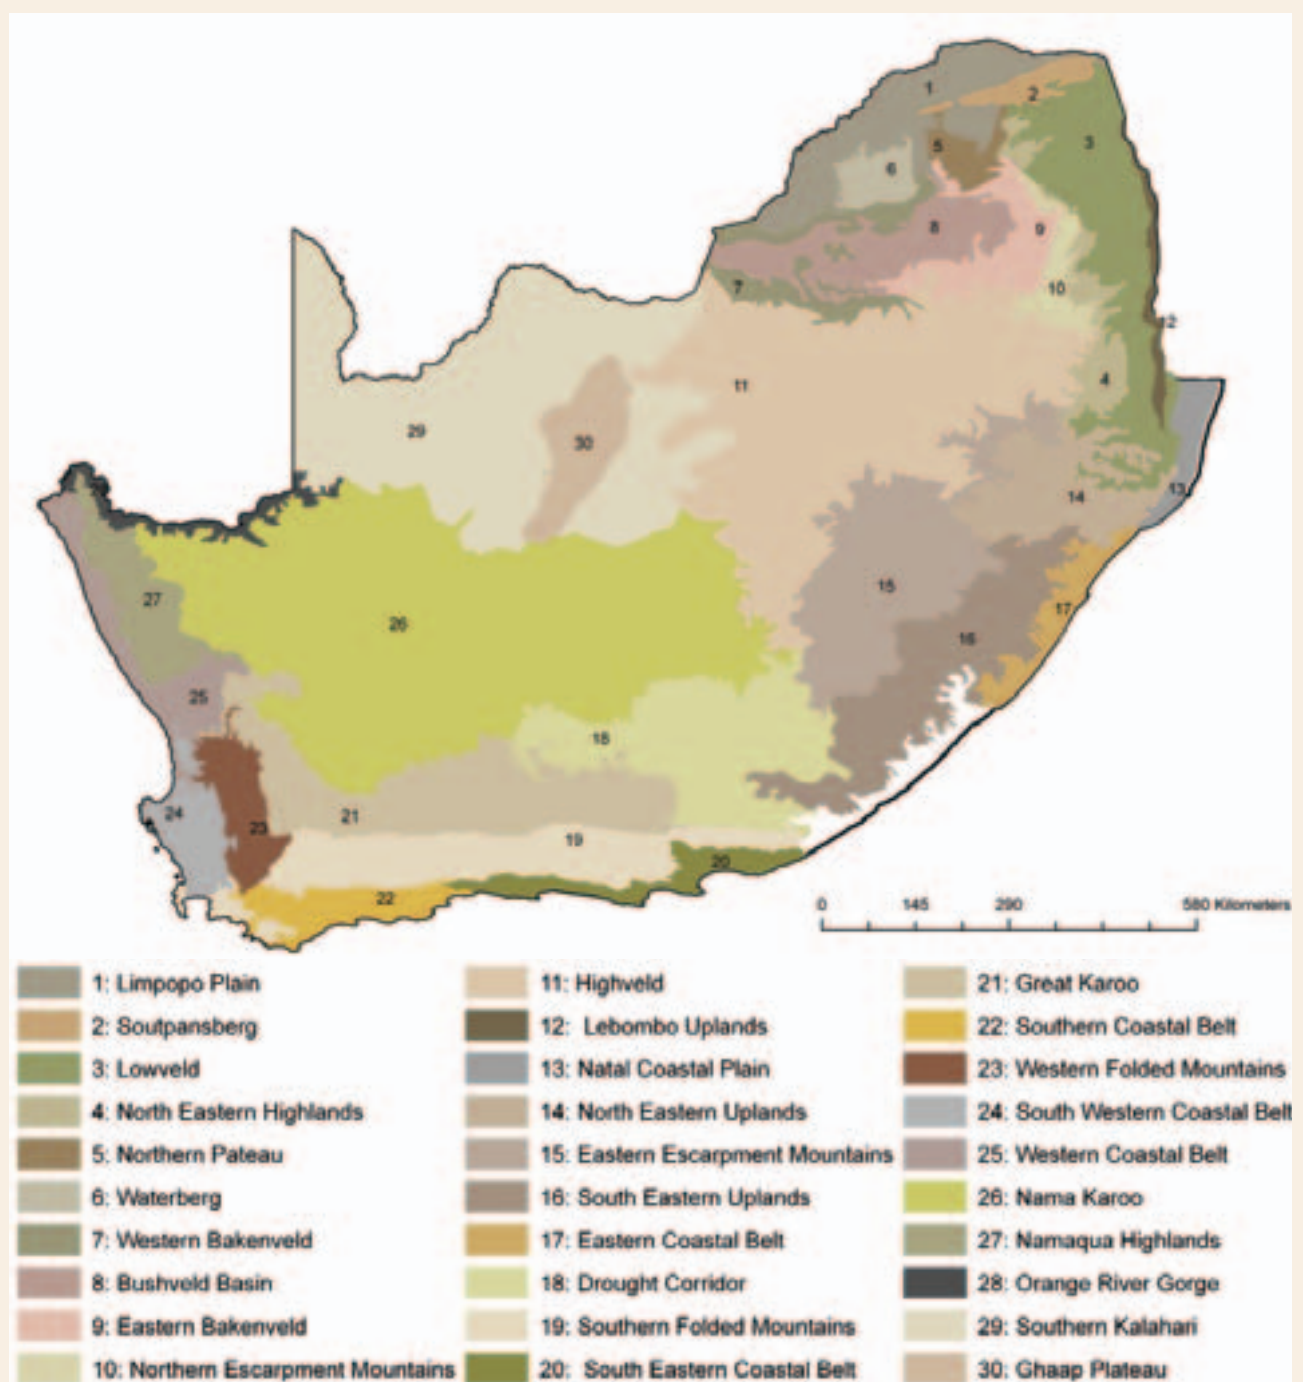 1
2
3
5
6
8
9
7
10
12
11
4
29
30
14
13
15
27
17
26
16
25
18
24
21
23
19
20
22
0 145 290 580 Kilometers
1: Limpopo Plain
2: Soutpansberg
3: Lowveld
4: North Eastern Highlands
5: Northern Pateau
6: Waterberg
7: Western Bakenveld
8: Bushveld Basin
9: Eastern Bakenveld
10: Northern Escarpment Mountains
11: Highveld
12: Lebombo Uplands
13: Natal Coastal Plain
14: North Eastern Uplands
15: Eastern Escarpment Mountains
16: South Eastern Uplands
17: Eastern Coastal Belt
18: Drought Corridor
19: Southern Folded Mountains
20: South Eastern Coastal Belt
21: Great Karoo
22: Southern Coastal Belt
23: Western Folded Mountains
24: South Western Coastal Belt
25: Western Coastal Belt
26: Nama Karoo
27: Namaqua Highlands
28: Orange River Gorge
29: Southern Kalahari
30: Ghaap Plateau